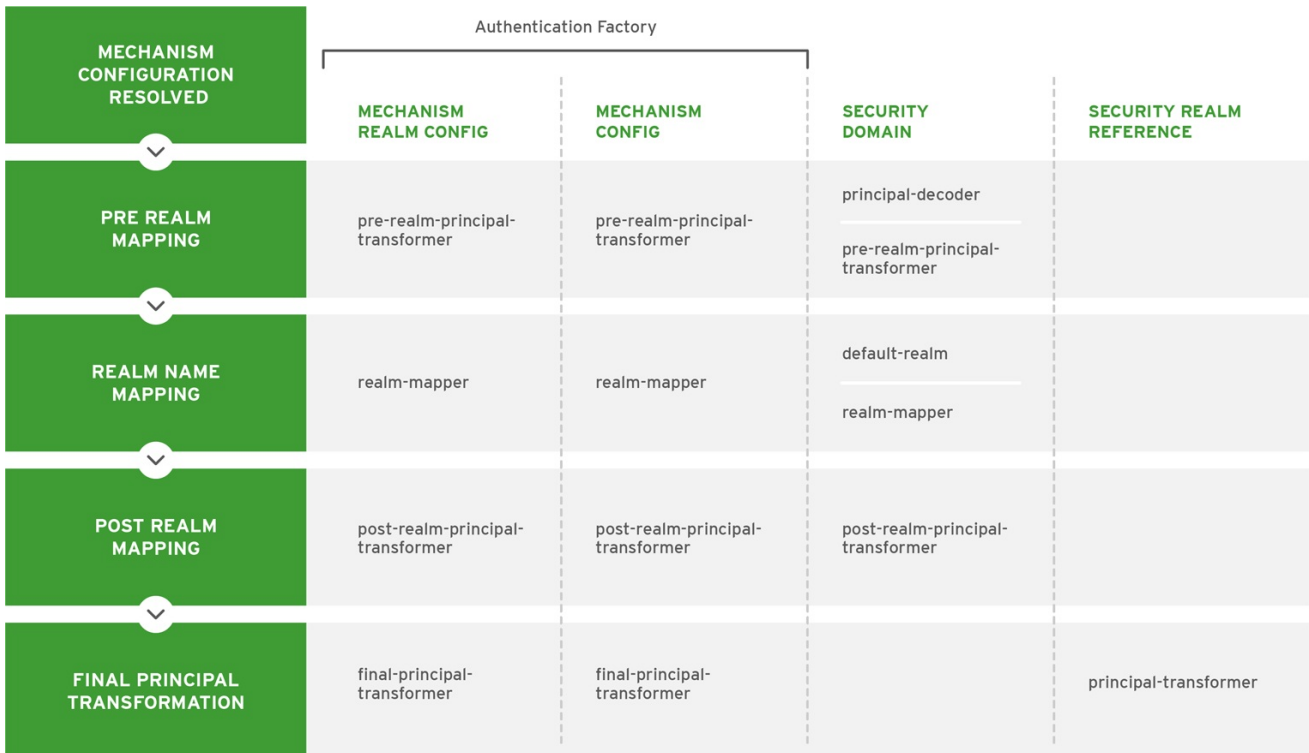 Authentication Factory
MECHANISM
CONFIGURATION
RESOLVED
MECHANISM
REALM CONFIG
MECHANISM
CONFIG
SECURITY
DOMAIN
SECURITY REALM
REFERENCE
PRE REALM
MAPPING
pre-realm-principal-
transformer
pre-realm-principal-
transformer
principal-decoder
pre-realm-principal-
transformer
REALM NAME
MAPPING
realm-mapper
realm-mapper
default-realm
realm-mapper
POST REALM
MAPPING
post-realm-principal-
transformer
post-realm-principal-
transformer
post-realm-principal-
transformer
FINAL PRINCIPAL
TRANSFORMATION
final-principal-
transformer
final-principal-
transformer
principal-transformer